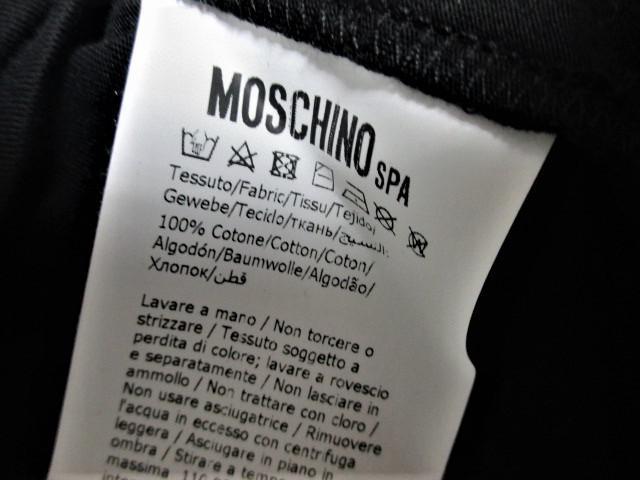 MOSCHINO SPA
Tessuto/Fabric/Tissu/Tejido/
Gewebe/Tecido/ткань/النسيج:
100% Cotone/Cotton/Coton/
Algodón/Baumwolle/Algodão/
Хлопок/قطن
Lavare a mano / Non torcere o
strizzare / Tessuto soggetto a
perdita di colore; lavare a rovescio
e separatamente / Non lasciare in
ammollo / Non trattare con cloro /
Non usare asciugatrice / Rimuovere
l'acqua in eccesso con centrifuga
leggera / Asciugare in piano in
ombra / Stirare a temp
massima 110